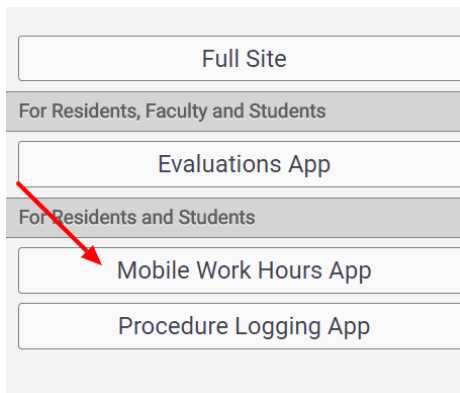 Full Site
For Residents, Faculty and Students
Evaluations App
For Residents and Students
Mobile Work Hours App
Procedure Logging App